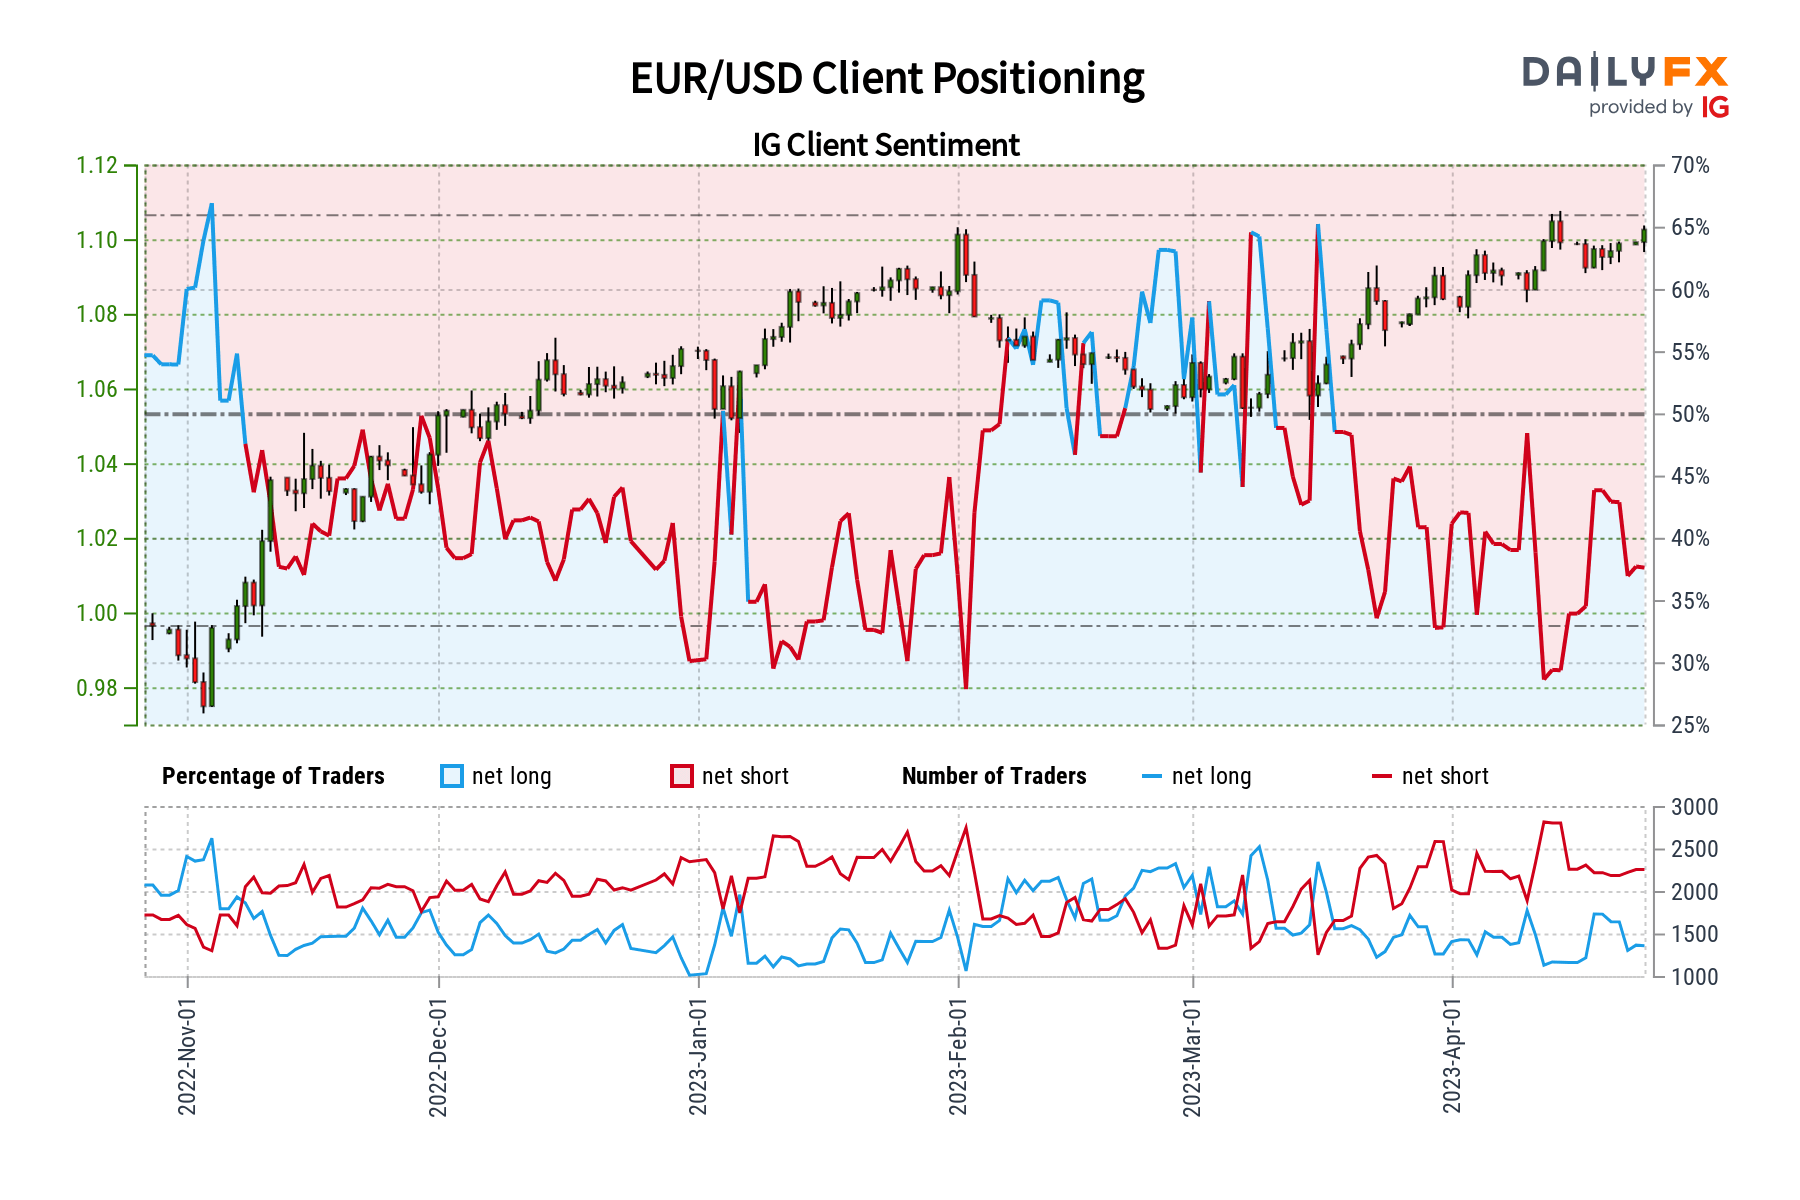 EUR/USD Client Positioning
DAILYFX
provided by IG
IG Client Sentiment
1.12
1.10
1.08
1.06
1.04
1.02
1.00
0.98
70%
65%
60%
55%
50%
45%
40%
35%
30%
25%
Percentage of Traders net long net short Number of Traders net long net short
3000
2500
2000
1500
1000
2022-Nov-01
2022-Dec-01
2023-Jan-01
2023-Feb-01
2023-Mar-01
2023-Apr-01